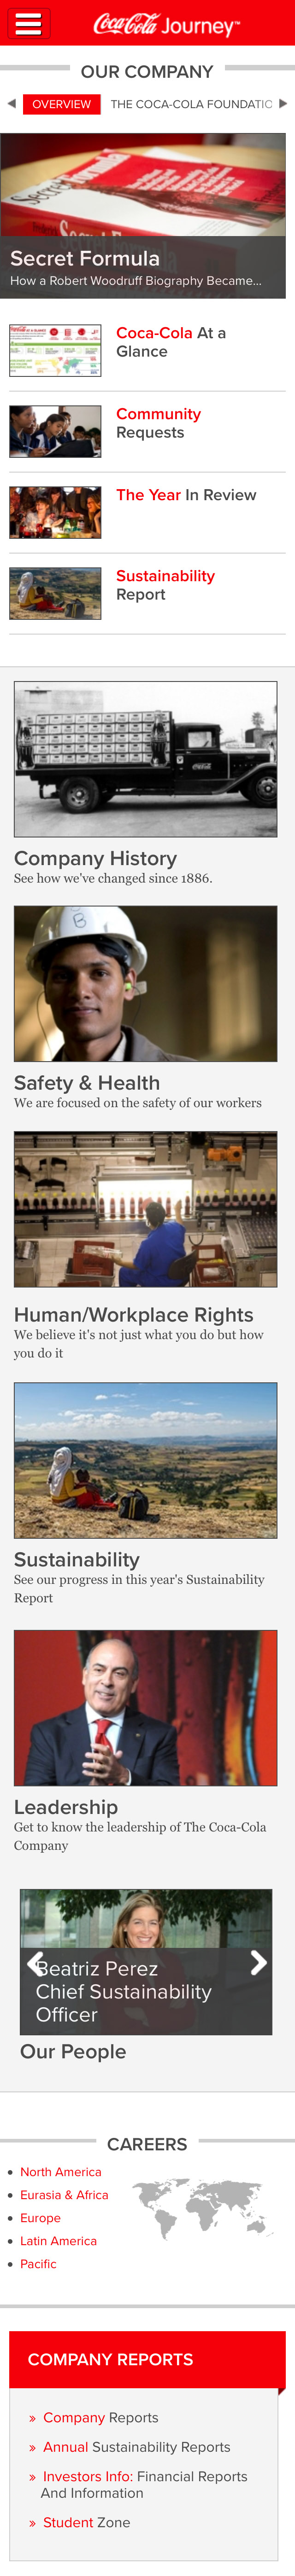 Coca-Cola Journey™
OUR COMPANY
OVERVIEW THE COCA-COLA FOUNDATIO
Secret Formula
How a Robert Woodruff Biography Became...
Coca-Cola At a
Glance
Community
Requests
The Year In Review
Sustainability
Report
Company History
See how we've changed since 1886.
Safety & Health
We are focused on the safety of our workers
Human/Workplace Rights
We believe it's not just what you do but how
you do it
Sustainability
See our progress in this year's Sustainability
Report
Leadership
Get to know the leadership of The Coca-Cola
Company
Beatriz Perez
Chief Sustainability
Officer
Our People
CAREERS
• North America
• Eurasia & Africa
• Europe
• Latin America
• Pacific
COMPANY REPORTS
» Company Reports
» Annual Sustainability Reports
» Investors Info: Financial Reports
And Information
» Student Zone